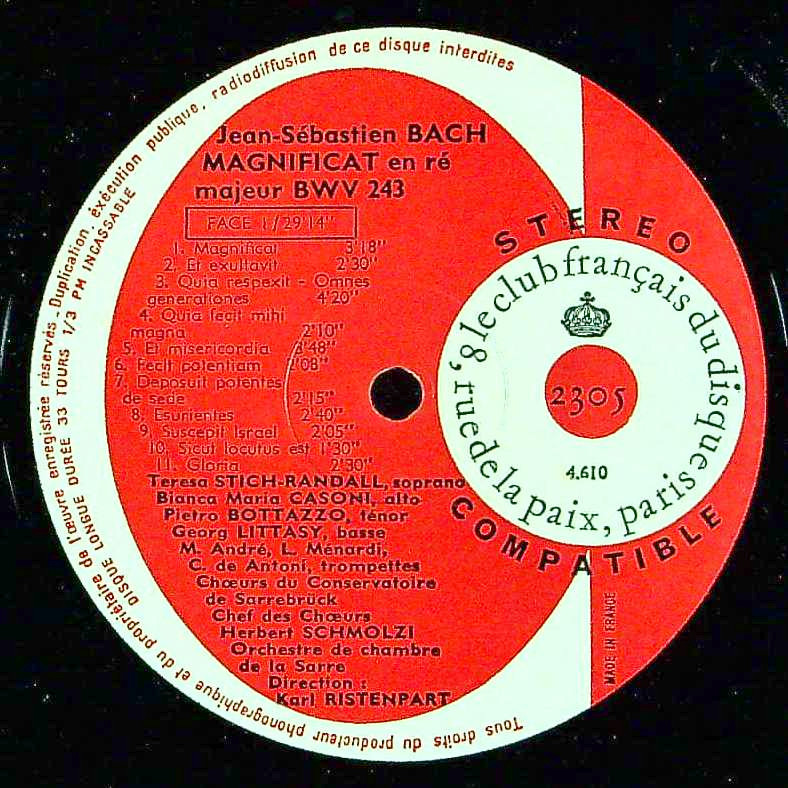 Tous droits du producteur phonographique et du propriétaire de l'œuvre enregistrée réservés - Duplication, éxécution publique, radiodiffusion de ce disque interdites
DISQUE LONGUE DURÉE 33 TOURS 1/3 PM INCASSABLE
Jean-Sébastien BACH
MAGNIFICAT en ré
majeur BWV 243
FACE 1/29'14"
1. Magnificat 3'18"
2. Et exultavit 2'30"
3. Quia respexit - Omnes
generationes 4'20"
4. Quia fecit mihi
magna 2'10"
5. Et misericordia 3'48"
6. Fecit potentiam 2'08"
7. Deposuit potentes
de sede 2'15"
8. Esurientes 2'40"
9. Suscepit Israel 2'05"
10. Sicut locutus est 1'30"
11. Gloria 2'30"
Teresa STICH-RANDALL, soprano
Bianca Maria CASONI, alto
Pietro BOTTAZZO, ténor
Georg LITTASY, basse
M. André, L. Ménardi,
C. de Antoni, trompettes
Chœurs du Conservatoire
de Sarrebrück
Chef des Chœurs
Herbert SCHMOLZI
Orchestre de chambre
de la Sarre
Direction :
Karl RISTENPART
STEREO
le club français du disque
8, rue de la paix, paris
2305
4.610
COMPATIBLE
MADE IN FRANCE